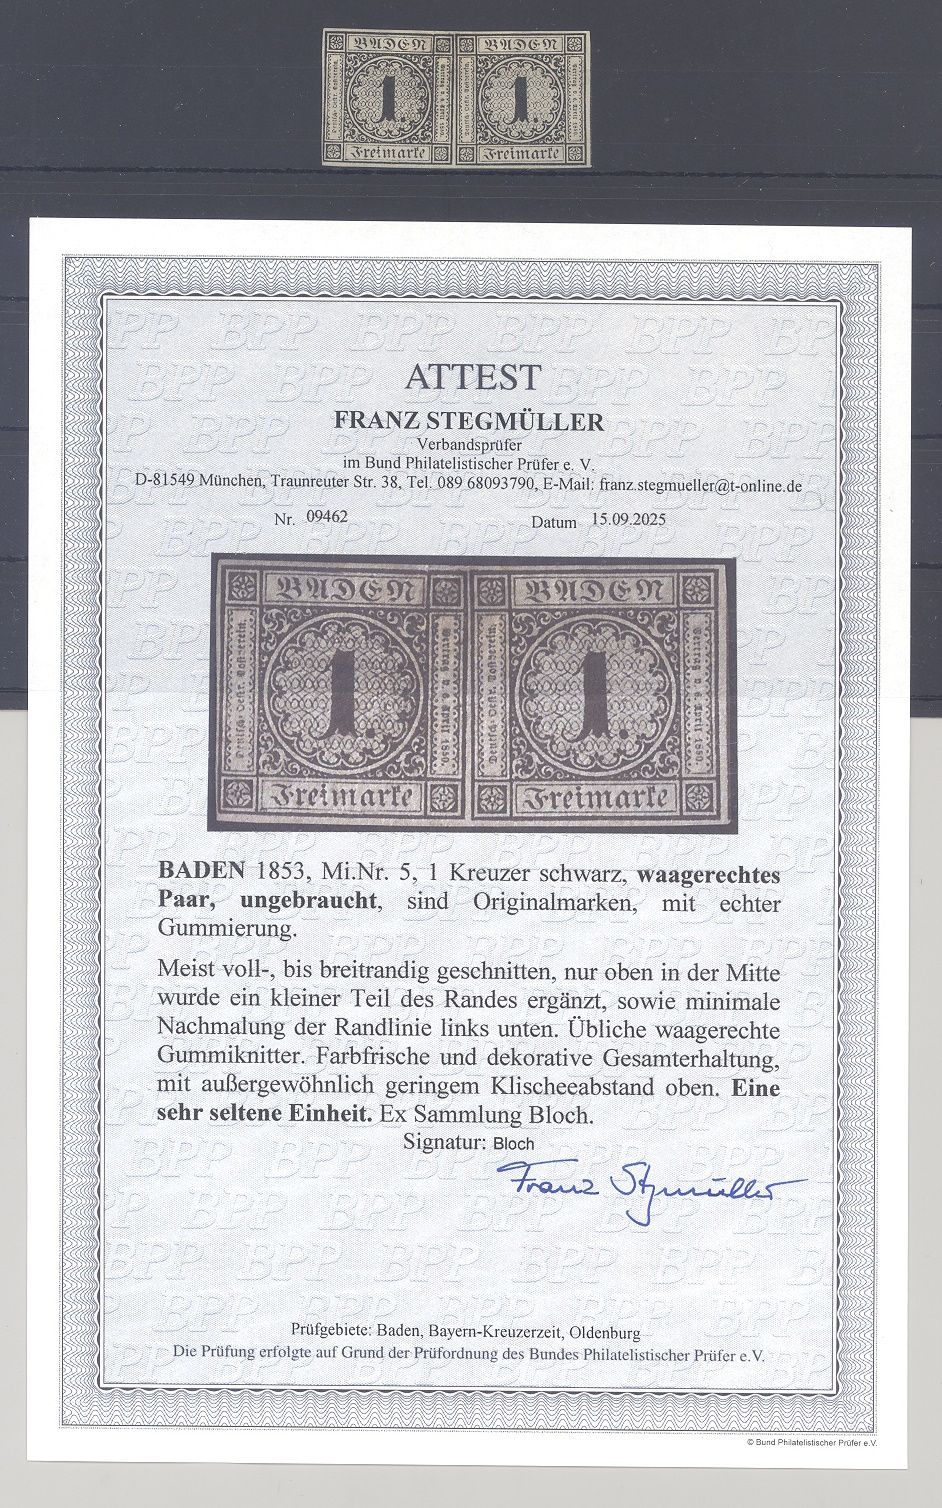 BADEN BADEN
1 1
Freimarke Freimarke
ATTEST
FRANZ STEGMÜLLER
Verbandsprüfer
im Bund Philatelistischer Prüfer e. V.
D-81549 München, Traunreuter Str. 38, Tel. 089 68093790, E-Mail: franz.stegmueller@t-online.de
Nr. 09462 Datum 15.09.2025
BADEN BADEN
1 1
Freimarke Freimarke
BADEN 1853, Mi.Nr. 5, 1 Kreuzer schwarz, waagerechtes
Paar, ungebraucht, sind Originalmarken, mit echter
Gummierung.
Meist voll-, bis breitrandig geschnitten, nur oben in der Mitte
wurde ein kleiner Teil des Randes ergänzt, sowie minimale
Nachmalung der Randlinie links unten. Übliche waagerechte
Gummiknitter. Farbfrische und dekorative Gesamterhaltung,
mit außergewöhnlich geringem Klischeeabstand oben. Eine
sehr seltene Einheit. Ex Sammlung Bloch.
Signatur: Bloch
Franz Stegmüller
Prüfgebiete: Baden, Bayern-Kreuzerzeit, Oldenburg
Die Prüfung erfolgte auf Grund der Prüfordnung des Bundes Philatelistischer Prüfer e.V.
© Bund Philatelistischer Prüfer e.V.